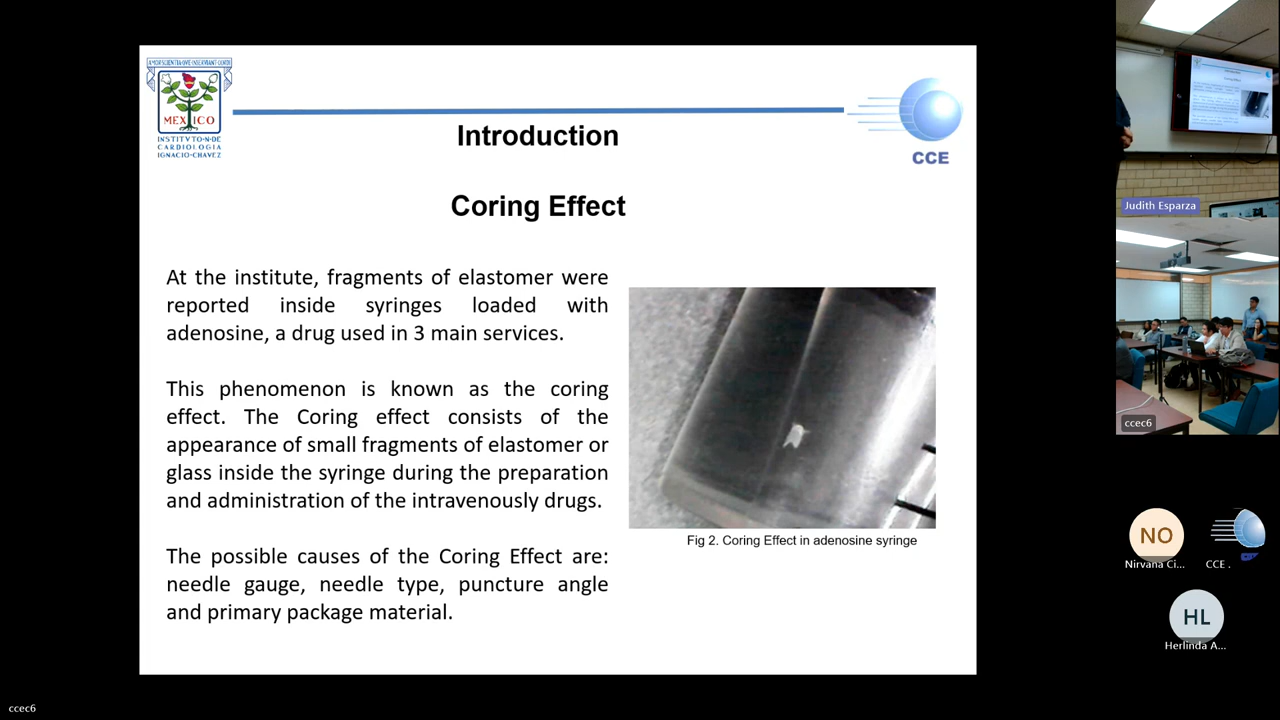 MEXICO
INSTITVTO·N·DE
CARDIOLOGIA
IGNACIO·CHAVEZ
CCE
Introduction
Coring Effect
At the institute, fragments of elastomer were
reported inside syringes loaded with
adenosine, a drug used in 3 main services.
This phenomenon is known as the coring
effect. The Coring effect consists of the
appearance of small fragments of elastomer or
glass inside the syringe during the preparation
and administration of the intravenously drugs.
The possible causes of the Coring Effect are:
needle gauge, needle type, puncture angle
and primary package material.
Fig 2. Coring Effect in adenosine syringe
Introduction
Judith Esparza
ccec6
NO
Nirvana Ci...
CCE .
HL
Herlinda A...
ccec6